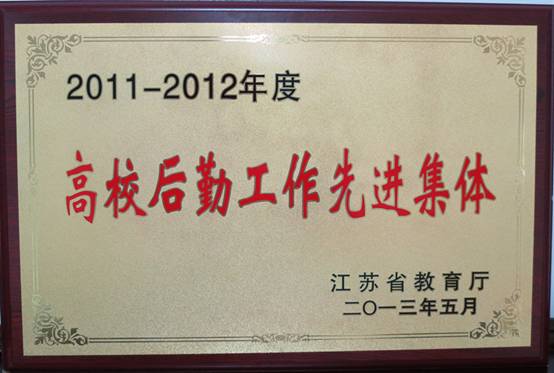 2011-2012年度
高校后勤工作先进集体
江苏省教育厅
二〇一三年五月